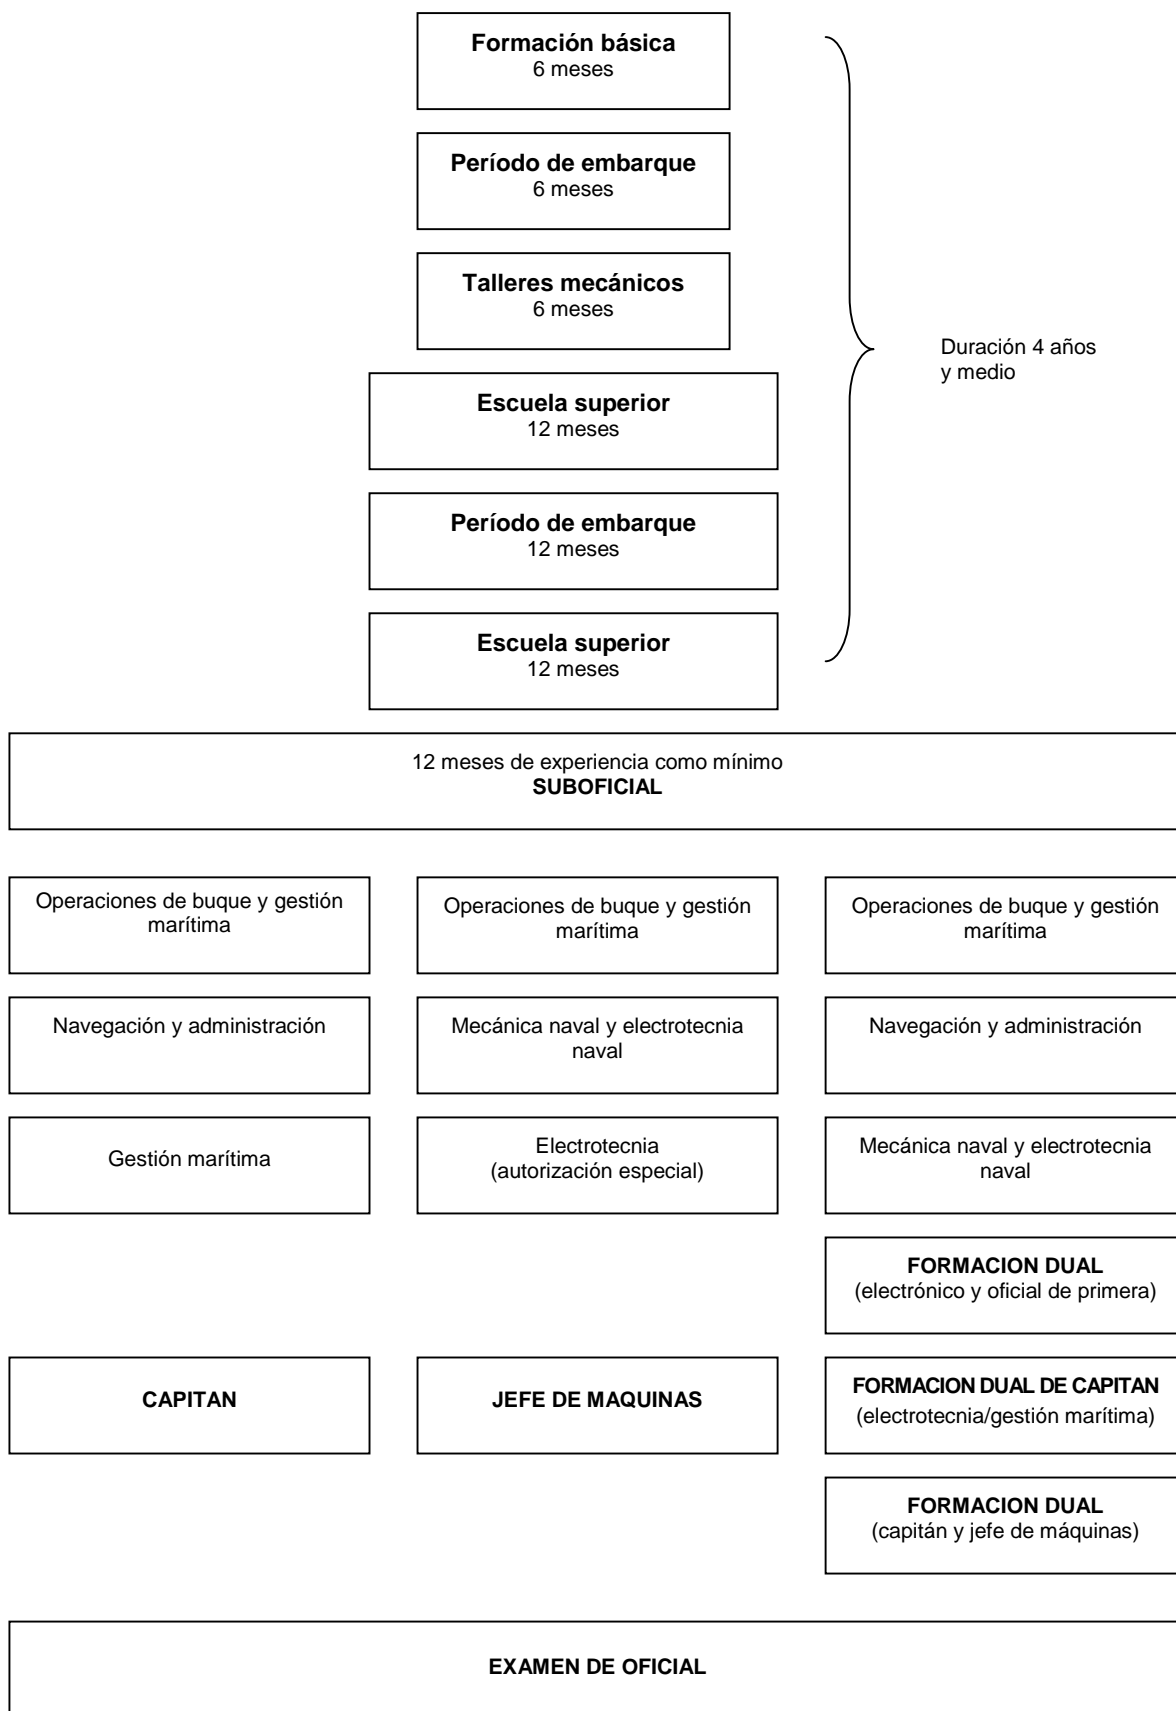 Formación básica
6 meses
Período de embarque
6 meses
Talleres mecánicos
6 meses
Duración 4 años
y medio
Escuela superior
12 meses
Período de embarque
12 meses
Escuela superior
12 meses
12 meses de experiencia como mínimo
SUBOFICIAL
Operaciones de buque y gestión
marítima
Operaciones de buque y gestión
marítima
Operaciones de buque y gestión
marítima
Navegación y administración
Mecánica naval y electrotecnia
naval
Navegación y administración
Gestión marítima
Electrotecnia
(autorización especial)
Mecánica naval y electrotecnia
naval
FORMACION DUAL
(electrónico y oficial de primera)
CAPITAN
JEFE DE MAQUINAS
FORMACION DUAL DE CAPITAN
(electrotecnia/gestión marítima)
FORMACION DUAL
(capitán y jefe de máquinas)
EXAMEN DE OFICIAL